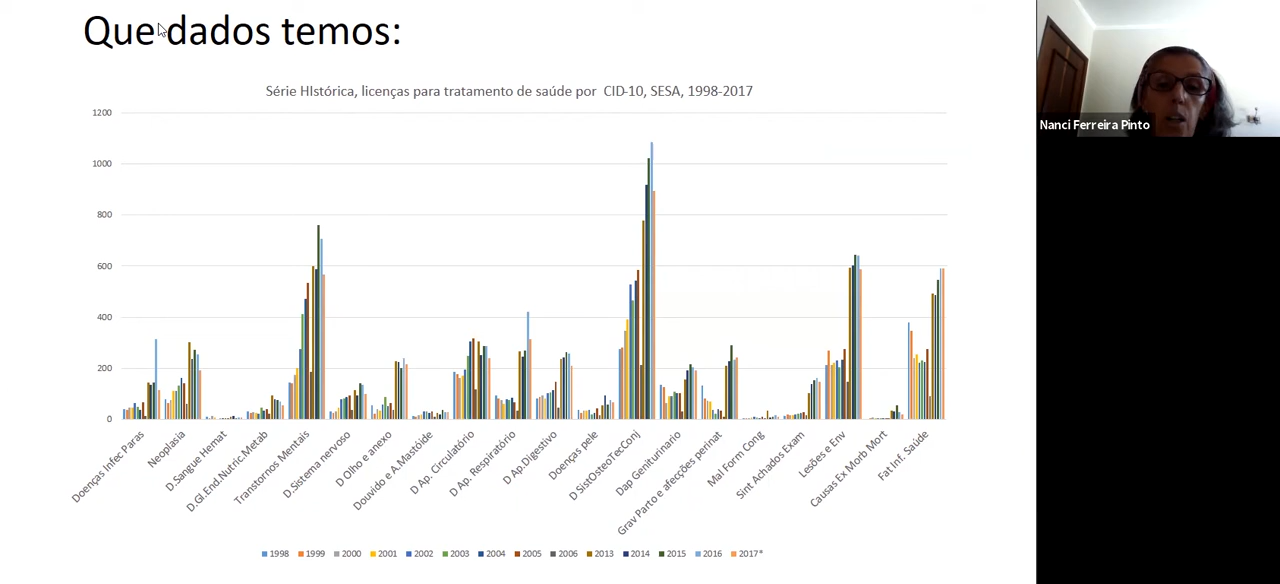 Que dados temos:
Série HIstórica, licenças para tratamento de saúde por CID-10, SESA, 1998-2017
1200
1000
800
600
400
200
0
Doenças Infec Paras
Neoplasia
D.Sangue Hemat
D.Gl.End.Nutric.Metab
Transtornos Mentais
D.Sistema nervoso
D Olho e anexo
Douvido e A.Mastóide
D Ap. Circulatório
D Ap. Respiratório
D Ap.Digestivo
Doenças pele
D SistOsteoTecConj
Dap Geniturinario
Grav Parto e afecções perinat
Mal Form Cong
Sint Achados Exam
Lesões e Env
Causas Ex Morb Mort
Fat Inf. Saúde
1998 1999 2000 2001 2002 2003 2004 2005 2006 2013 2014 2015 2016 2017*
Nanci Ferreira Pinto